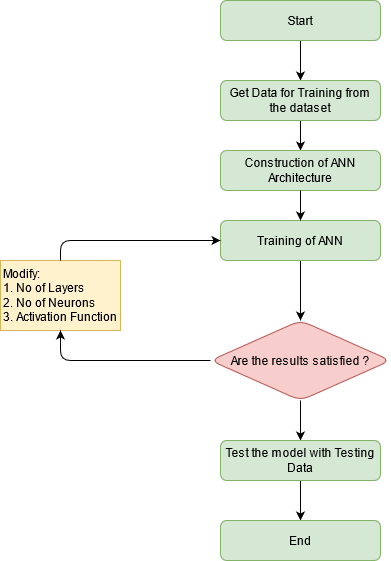 Start
Get Data for Training from
the dataset
Construction of ANN
Architecture
Training of ANN
Modify:
1. No of Layers
2. No of Neurons
3. Activation Function
Are the results satisfied ?
Test the model with Testing
Data
End